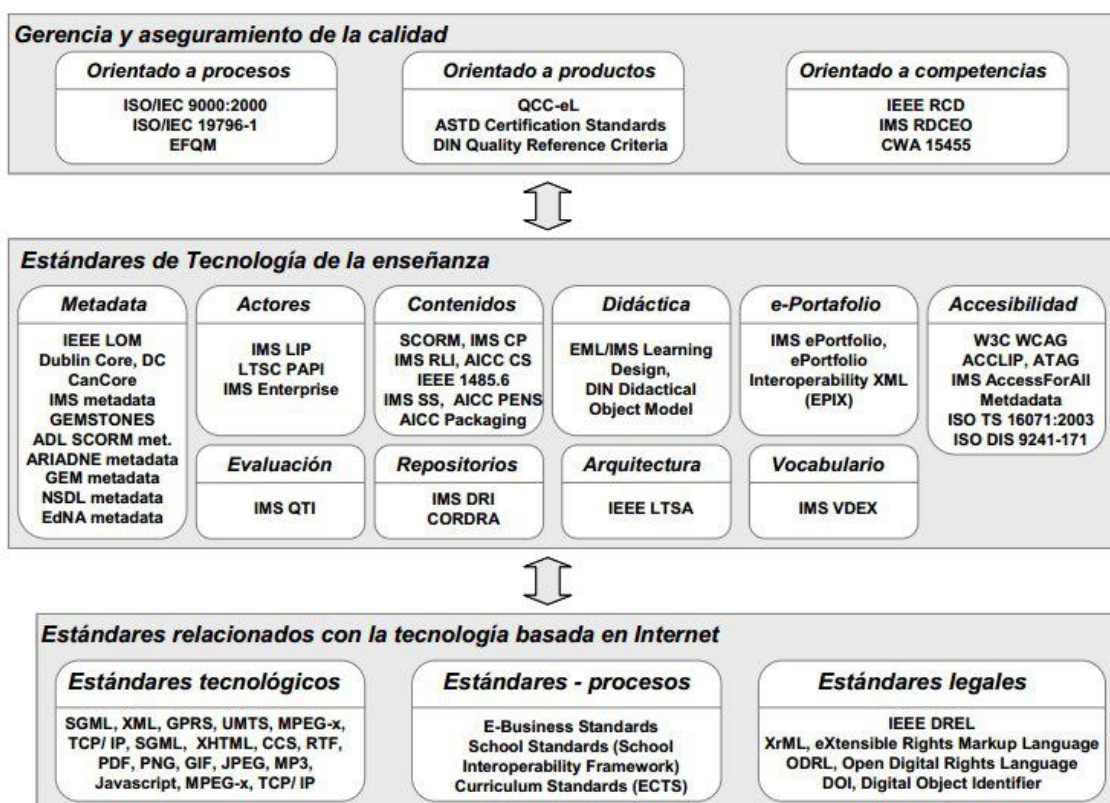 Gerencia y aseguramiento de la calidad
Orientado a procesos
ISO/IEC 9000:2000
ISO/IEC 19796-1
EFQM
Orientado a productos
QCC-eL
ASTD Certification Standards
DIN Quality Reference Criteria
Orientado a competencias
IEEE RCD
IMS RDCEO
CWA 15455
Estándares de Tecnología de la enseñanza
Metadata
IEEE LOM
Dublin Core, DC
CanCore
IMS metadata
GEMSTONES
ADL SCORM met.
ARIADNE metadata
GEM metadata
NSDL metadata
EdNA metadata
Actores
IMS LIP
LTSC PAPI
IMS Enterprise
Contenidos
SCORM, IMS CP
IMS RLI, AICC CS
IEEE 1485.6
IMS SS, AICC PENS
AICC Packaging
Didáctica
EML/IMS Learning
Design,
DIN Didactical
Object Model
e-Portafolio
IMS ePortfolio,
ePortfolio
Interoperability XML
(EPIX)
Accesibilidad
W3C WCAG
ACCLIP, ATAG
IMS AccessForAll
Metdadata
ISO TS 16071:2003
ISO DIS 9241-171
Evaluación
IMS QTI
Repositorios
IMS DRI
CORDRA
Arquitectura
IEEE LTSA
Vocabulario
IMS VDEX
Estándares relacionados con la tecnología basada en Internet
Estándares tecnológicos
SGML, XML, GPRS, UMTS, MPEG-x,
TCP/ IP, SGML, XHTML, CCS, RTF,
PDF, PNG, GIF, JPEG, MP3,
Javascript, MPEG-x, TCP/ IP
Estándares - procesos
E-Business Standards
School Standards (School
Interoperability Framework)
Curriculum Standards (ECTS)
Estándares legales
IEEE DREL
XrML, eXtensible Rights Markup Language
ODRL, Open Digital Rights Language
DOI, Digital Object Identifier